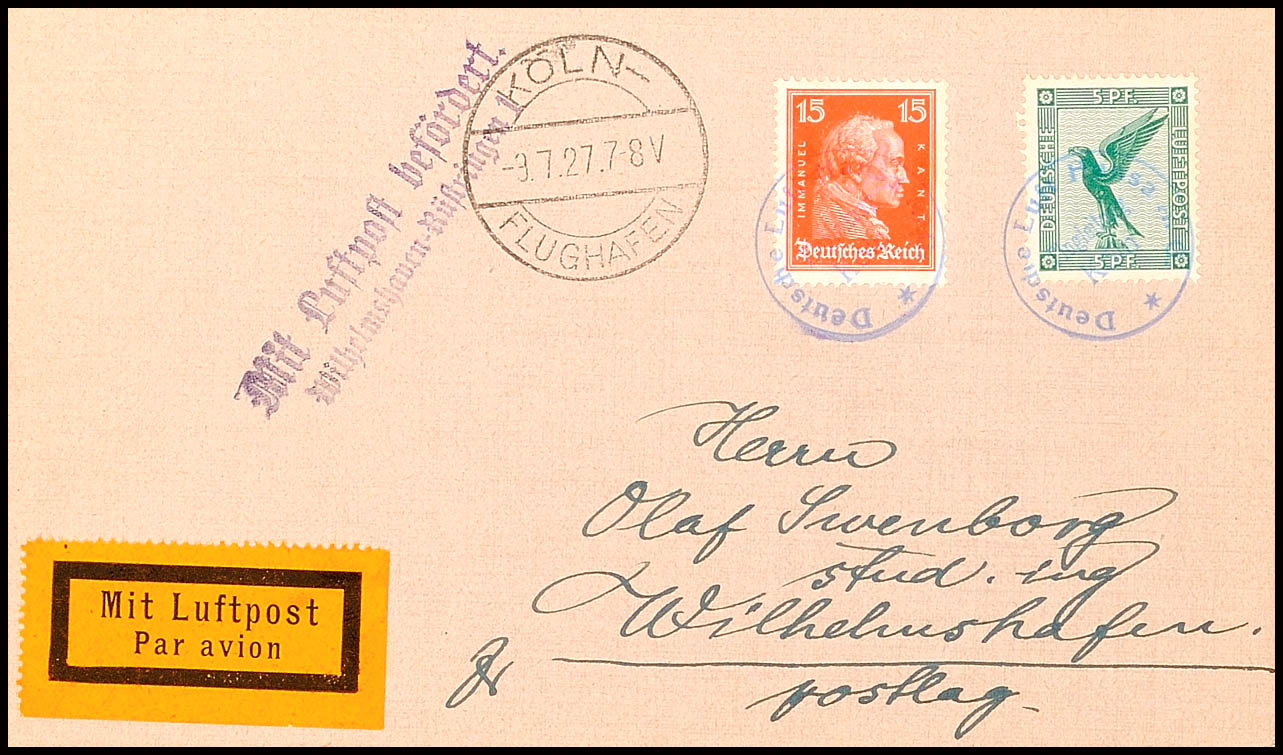 Mit Luftpost befördert.
Wilhelmshaven-Rüstringen 1
KÖLN-
-8.7.27.7-8V
FLUGHAFEN
15 15
IMMANUEL KANT
Deutsches Reich
Deutsche Luft
5 PF.
DEUTSCHE LUFTPOST
5 PF.
Deutsche Luft
Herrn
Olaf Swenborg
stud. ing
Wilhelmshafen.
postlag.
Mit Luftpost
Par avion